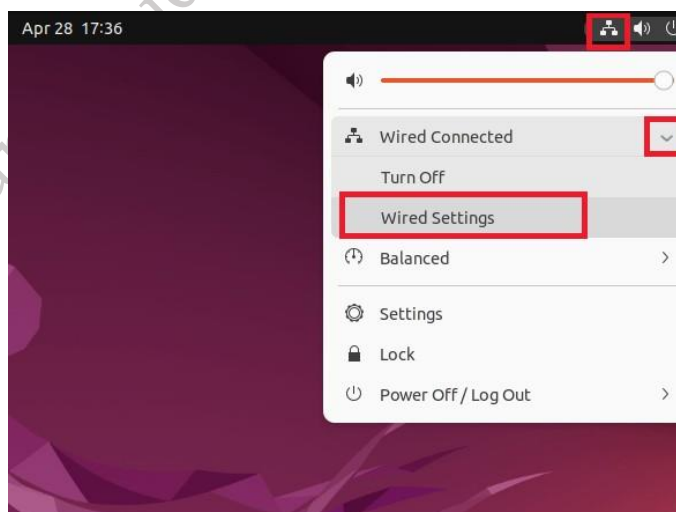 Apr 28 17:36
Wired Connected
Turn Off
Wired Settings
Balanced
Settings
Lock
Power Off / Log Out